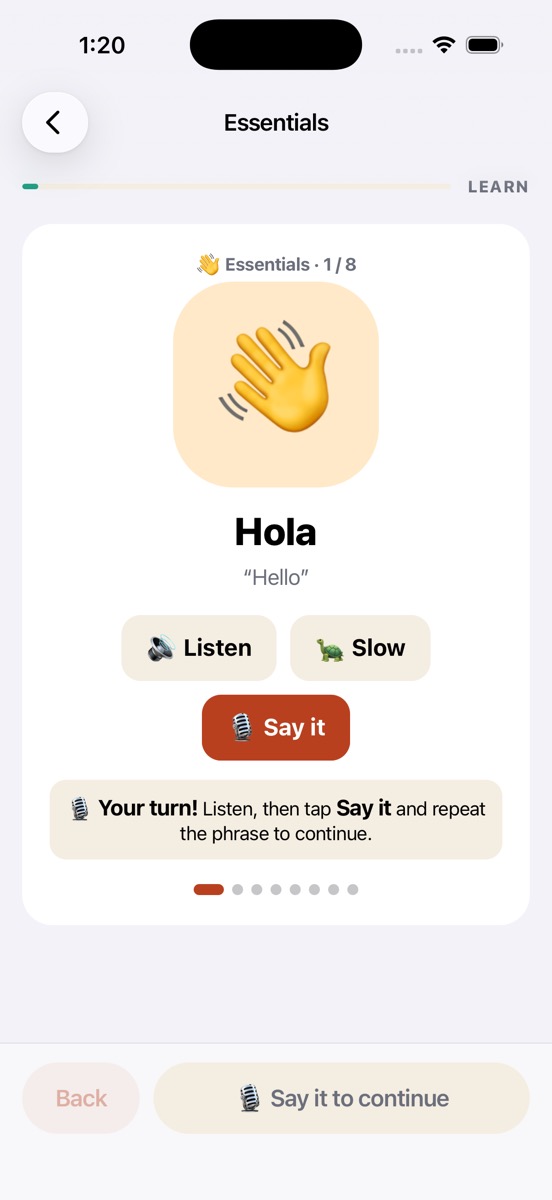 1:20
Essentials
LEARN
👋 Essentials · 1 / 8
Hola
“Hello”
🔊 Listen
🐢 Slow
🎙️ Say it
🎙️ Your turn! Listen, then tap Say it and repeat
the phrase to continue.
Back
🎙️ Say it to continue